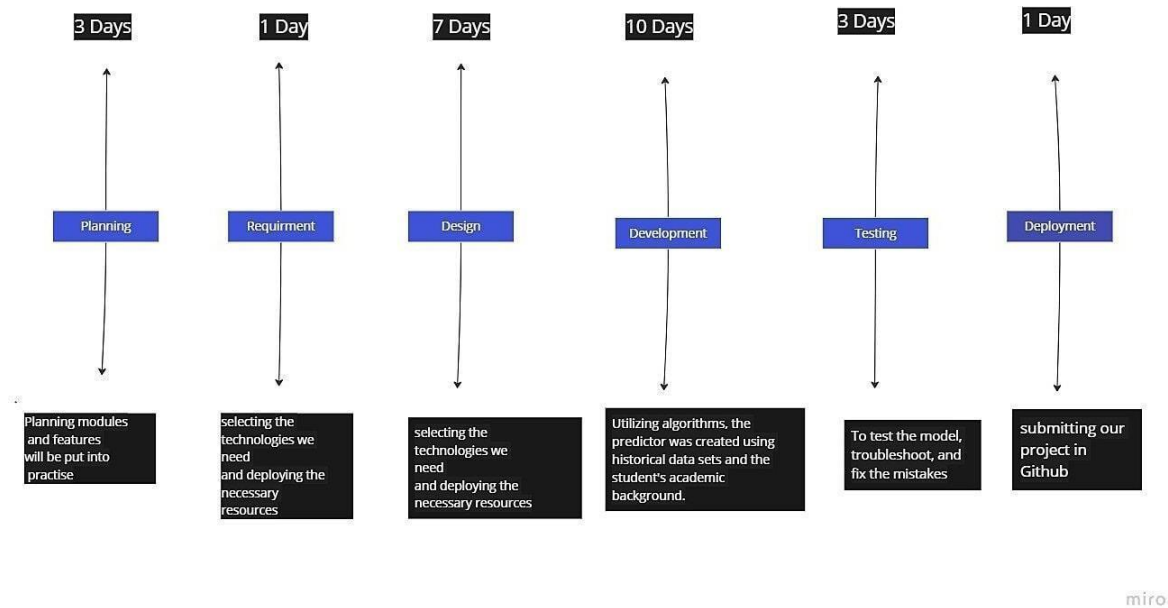 3 Days
1 Day
7 Days
10 Days
3 Days
1 Day
Planning
Requirment
Design
Development
Testing
Deployment
Planning modules
and features
will be put into
practise
selecting the
technologies we
need
and deploying the
necessary
resources
selecting the
technologies we
need
and deploying the
necessary resources
Utilizing algorithms, the
predictor was created using
historical data sets and the
student's academic
background.
To test the model,
troubleshoot, and
fix the mistakes
submitting our
project in
Github
miro